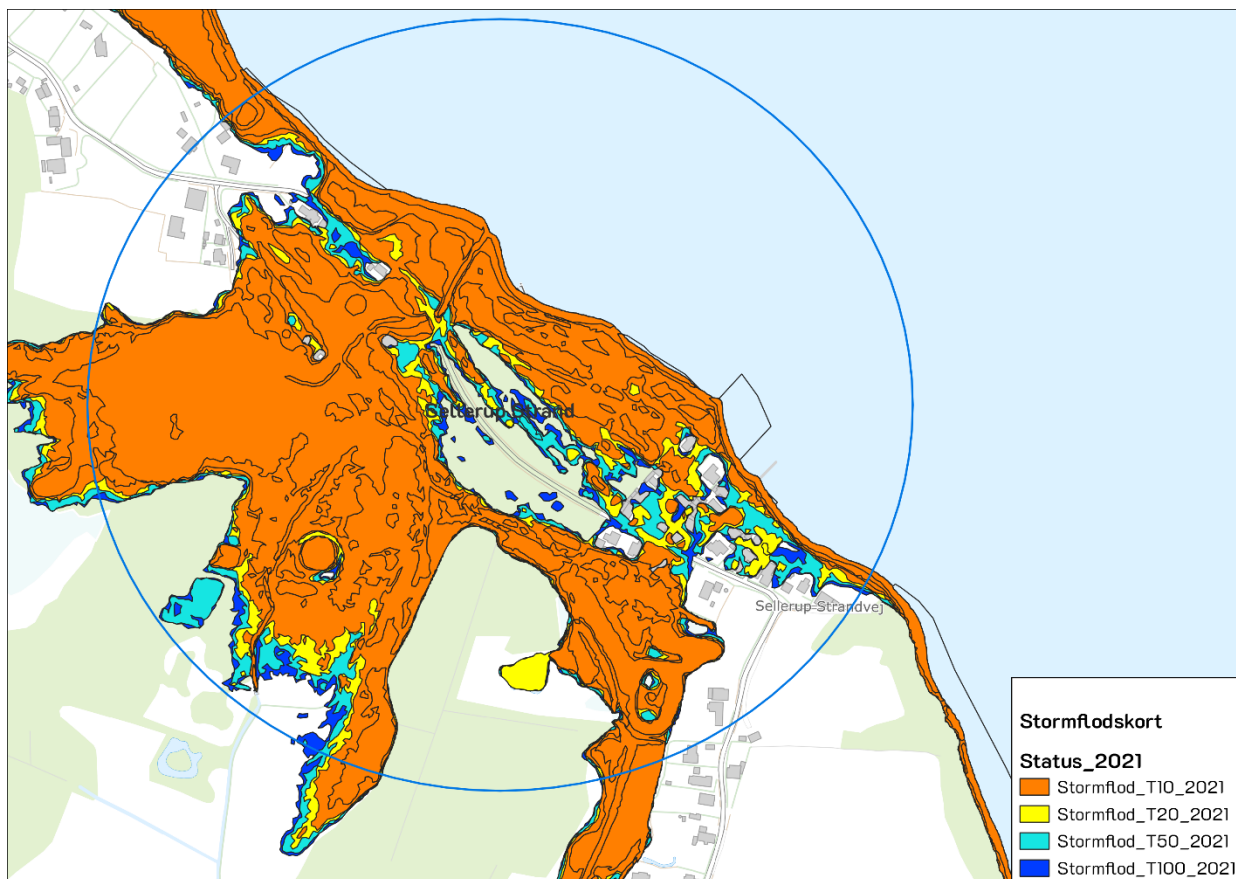 Sellerup Strand
Sellerup Strandvej
Stormflodskort
Status_2021
Stormflod_T10_2021
Stormflod_T20_2021
Stormflod_T50_2021
Stormflod_T100_2021